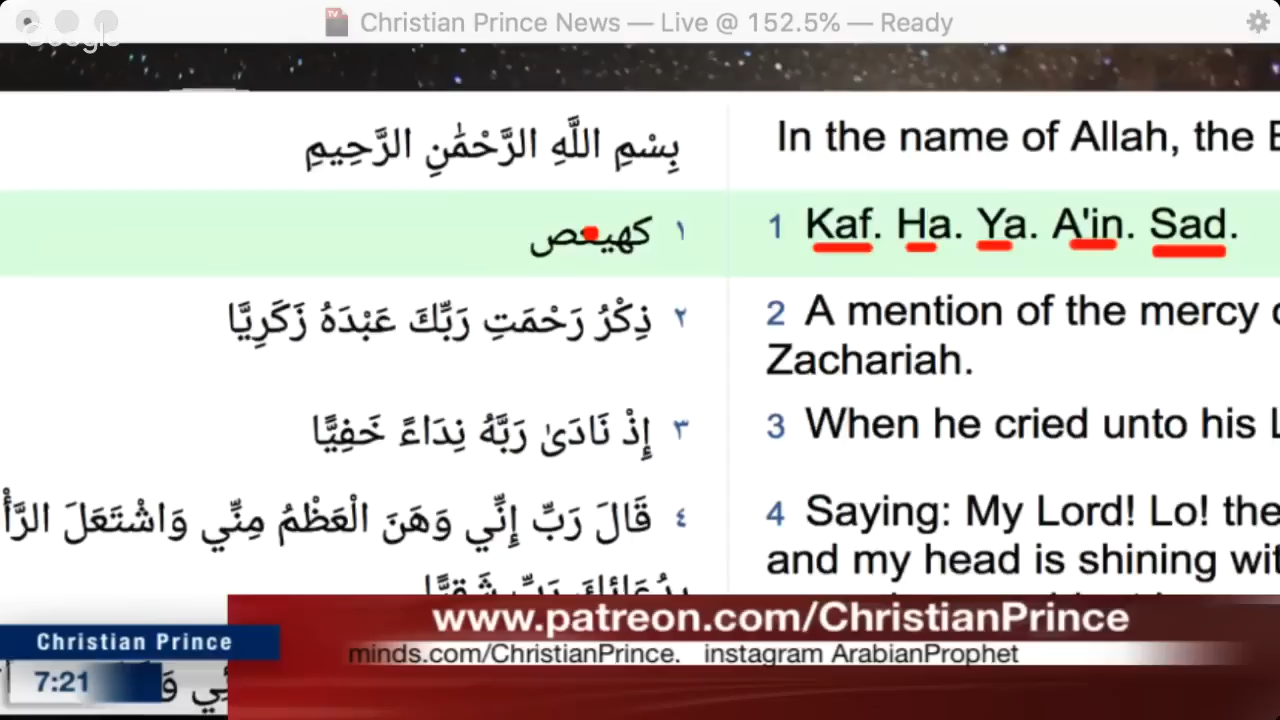 Christian Prince News — Live @ 152.5% — Ready
Google
بِسْمِ اللَّهِ الرَّحْمَٰنِ الرَّحِيمِ
In the name of Allah, the
١ كهيعص
1 Kaf. Ha. Ya. A'in. Sad.
٢ ذِكْرُ رَحْمَتِ رَبِّكَ عَبْدَهُ زَكَرِيَّا
2 A mention of the mercy
Zachariah.
٣ إِذْ نَادَىٰ رَبَّهُ نِدَاءً خَفِيًّا
3 When he cried unto his
٤ قَالَ رَبِّ إِنِّي وَهَنَ الْعَظْمُ مِنِّي وَاشْتَعَلَ الرَّأْ
4 Saying: My Lord! Lo! the
and my head is shining wit
بِدُعَائِكَ رَبِّ شَقِيًّا
www.patreon.com/ChristianPrince
Christian Prince
minds.com/ChristianPrince. instagram ArabianProphet
7:21